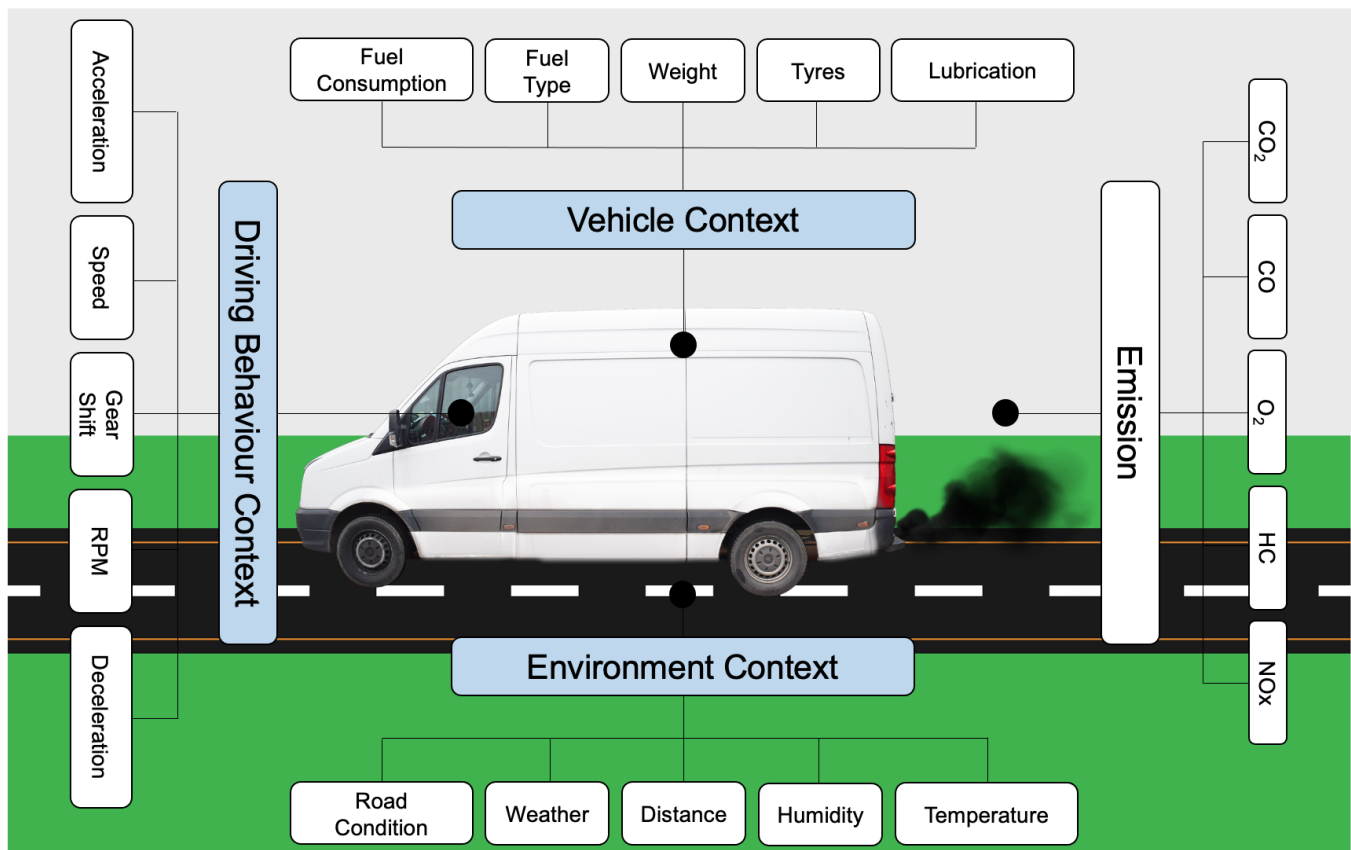 Acceleration
Speed
Gear
Shift
RPM
Deceleration
Driving Behaviour Context
Fuel
Consumption
Fuel
Type
Weight
Tyres
Lubrication
Vehicle Context
Environment Context
Road
Condition
Weather
Distance
Humidity
Temperature
Emission
CO₂
CO
O₂
HC
NOx